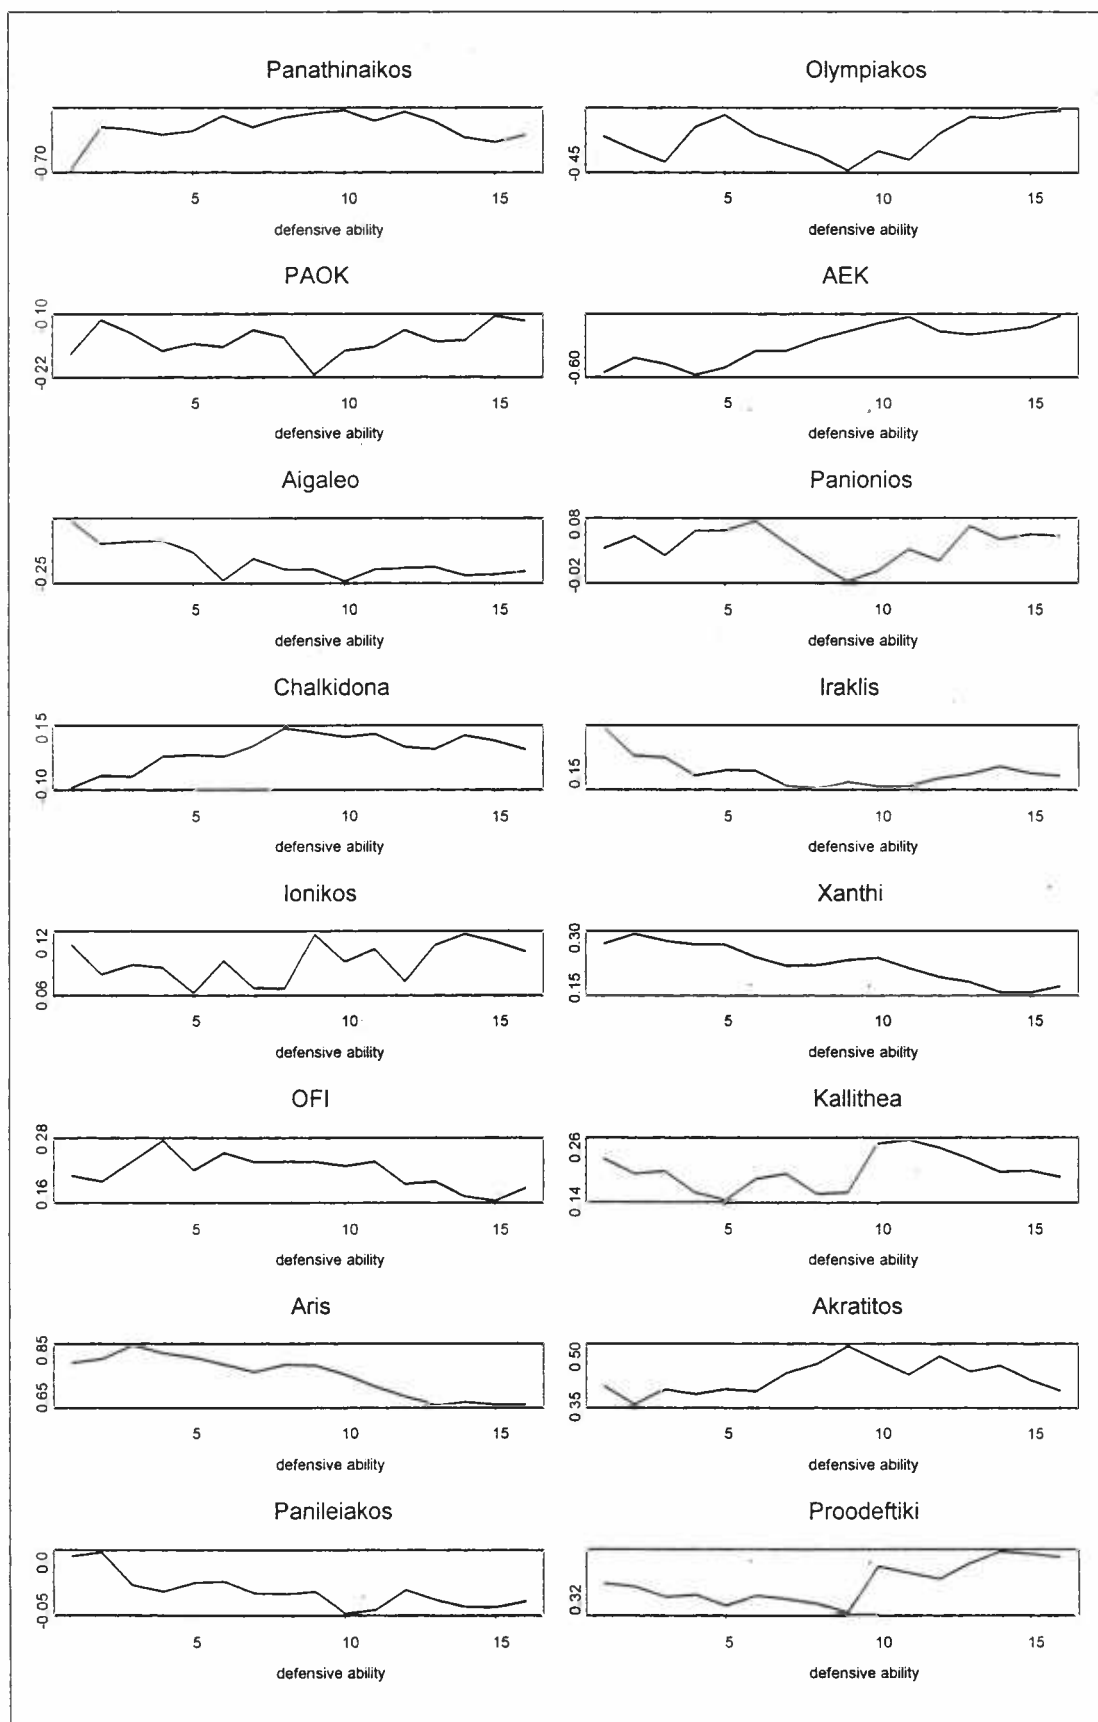 Panathinaikos Olympiakos
-0.70 -0.45
5 10 15 5 10 15
defensive ability defensive ability
PAOK AEK
-0.22 -0.10 -0.60
5 10 15 5 10 15
defensive ability defensive ability
Aigaleo Panionios
-0.25 -0.02 0.08
5 10 15 5 10 15
defensive ability defensive ability
Chalkidona Iraklis
-0.10 0.15 0.15
5 10 15 5 10 15
defensive ability defensive ability
Ionikos Xanthi
0.06 0.12 0.15 0.30
5 10 15 5 10 15
defensive ability defensive ability
OFI Kallithea
0.16 0.28 0.14 0.26
5 10 15 5 10 15
defensive ability defensive ability
Aris Akratitos
0.65 0.85 0.35 0.50
5 10 15 5 10 15
defensive ability defensive ability
Panileiakos Proodeftiki
-0.05 0.0 0.32
5 10 15 5 10 15
defensive ability defensive ability